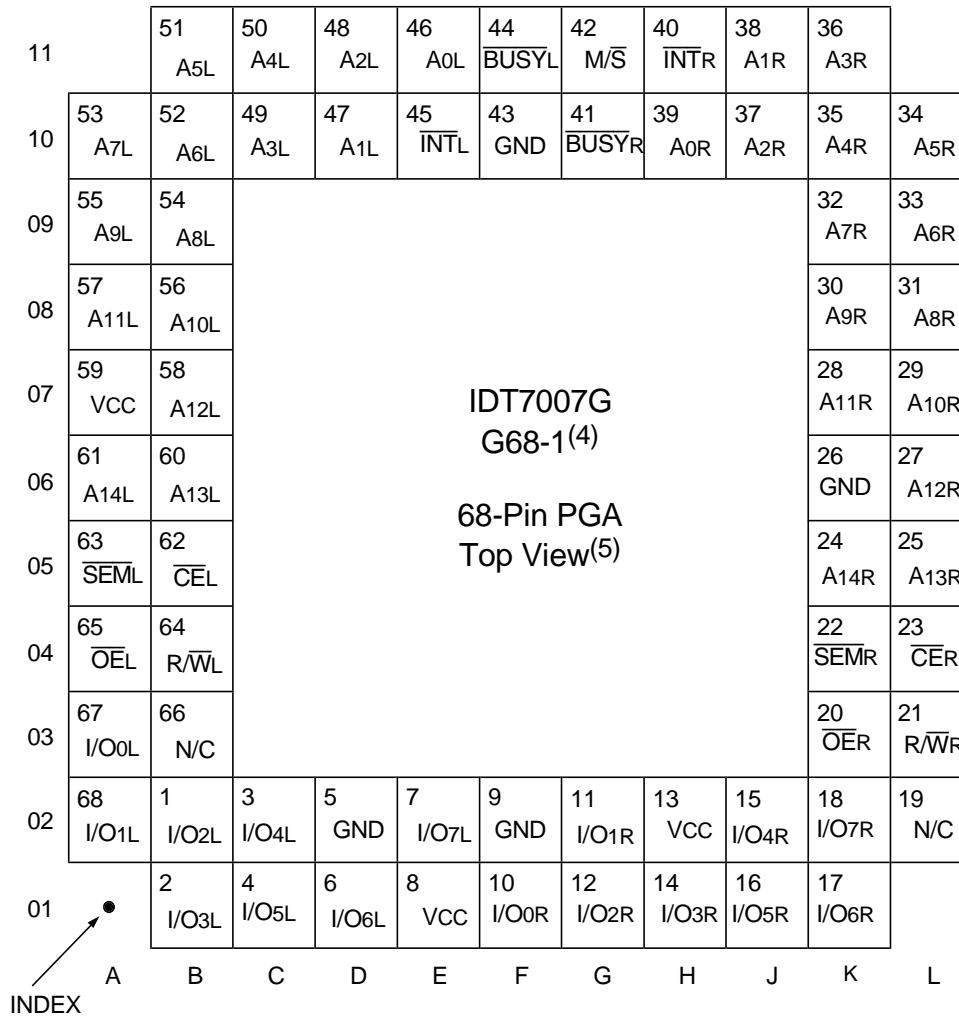 11
51 50 48 46 44 42 40 38 36
A5L A4L A2L A0L BUSYL M/S INTR A1R A3R
10
53 52 49 47 45 43 41 39 37 35 34
A7L A6L A3L A1L INTL GND BUSYR A0R A2R A4R A5R
09
55 54 32 33
A9L A8L A7R A6R
08
57 56 30 31
A11L A10L A9R A8R
07
59 58 28 29
VCC A12L A11R A10R
IDT7007G
G68-1(4)
06
61 60 26 27
A14L A13L GND A12R
68-Pin PGA
Top View(5)
05
63 62 24 25
SEML CEL A14R A13R
04
65 64 22 23
OEL R/WL SEMR CER
03
67 66 20 21
I/O0L N/C OER R/WR
02
68 1 3 5 7 9 11 13 15 18 19
I/O1L I/O2L I/O4L GND I/O7L GND I/O1R VCC I/O4R I/O7R N/C
01
2 4 6 8 10 12 14 16 17
I/O3L I/O5L I/O6L VCC I/O0R I/O2R I/O3R I/O5R I/O6R
A B C D E F G H J K L
INDEX